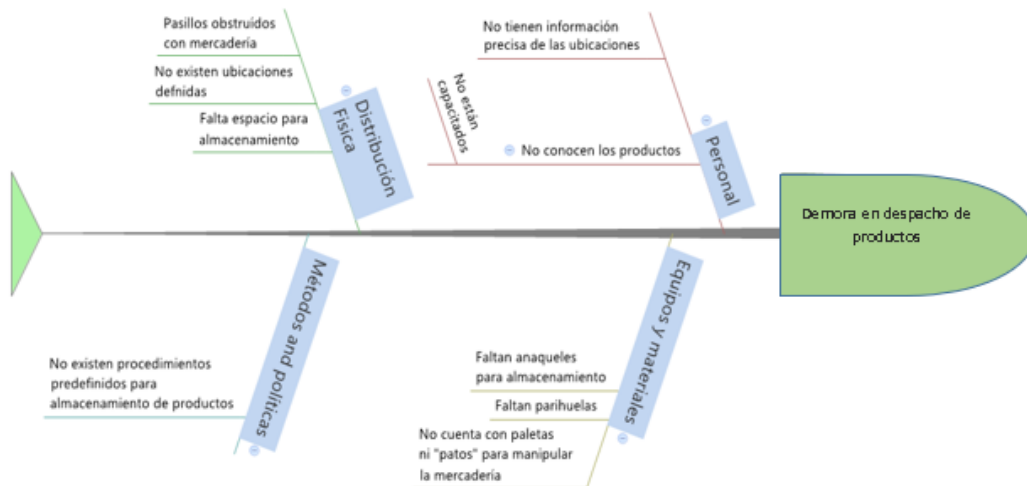 Pasillos obstruídos
con mercadería
No existen ubicaciones
defnidas
Falta espacio para
almacenamiento
Distribución
Física
No tienen información
precisa de las ubicaciones
No están
capacitados
No conocen los productos
Personal
Demora en despacho de
productos
Métodos and políticas
No existen procedimientos
predefinidos para
almacenamiento de productos
Equipos y materiales
Faltan anaqueles
para almacenamiento
Faltan parihuelas
No cuenta con paletas
ni "patos" para manipular
la mercadería